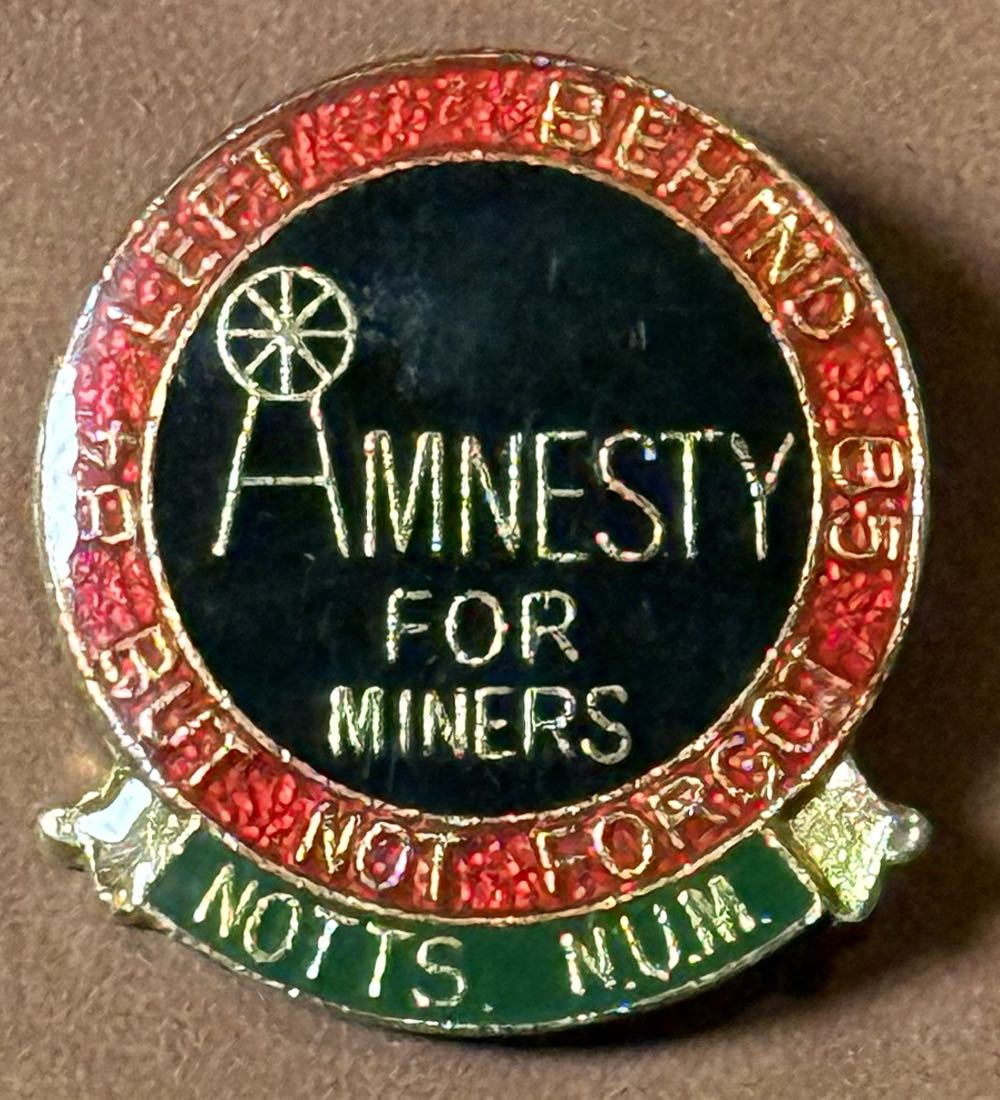 LEFT BEHIND
84 85
BUT NOT FORGOT
AMNESTY
FOR
MINERS
NOTTS N.U.M.